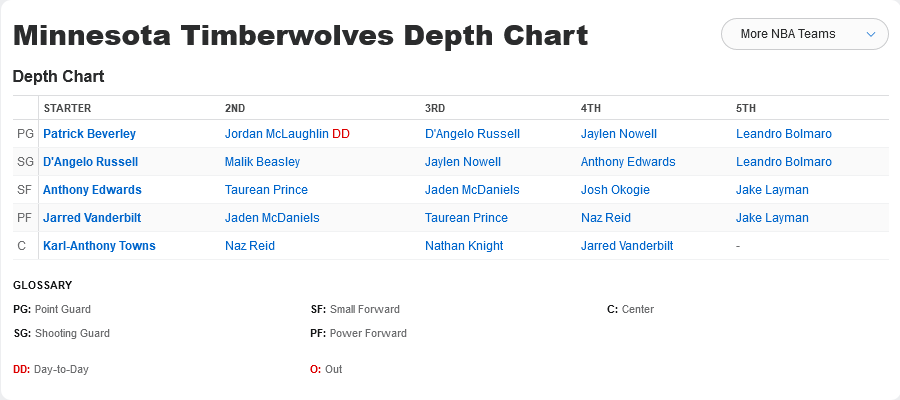 Minnesota Timberwolves Depth Chart
More NBA Teams
Depth Chart
STARTER 2ND 3RD 4TH 5TH
PG Patrick Beverley Jordan McLaughlin DD D'Angelo Russell Jaylen Nowell Leandro Bolmaro
SG D'Angelo Russell Malik Beasley Jaylen Nowell Anthony Edwards Leandro Bolmaro
SF Anthony Edwards Taurean Prince Jaden McDaniels Josh Okogie Jake Layman
PF Jarred Vanderbilt Jaden McDaniels Taurean Prince Naz Reid Jake Layman
C Karl-Anthony Towns Naz Reid Nathan Knight Jarred Vanderbilt -
GLOSSARY
PG: Point Guard SF: Small Forward C: Center
SG: Shooting Guard PF: Power Forward
DD: Day-to-Day O: Out